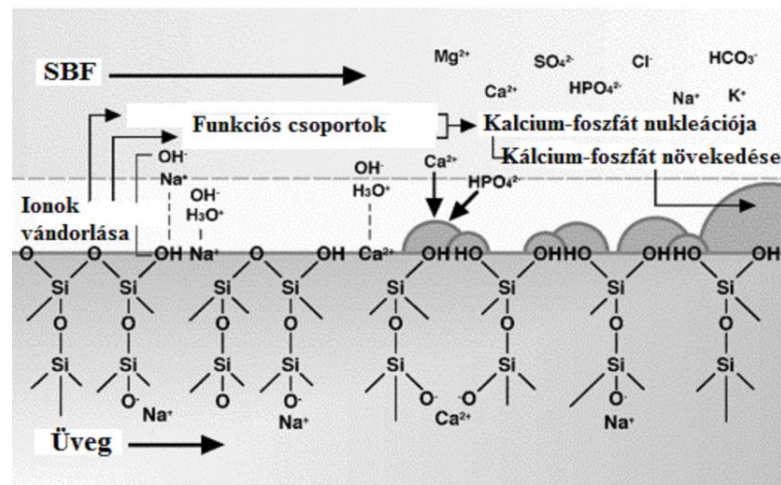 Mg²⁺ SO₄²⁻ Cl⁻ HCO₃⁻
SBF
Ca²⁺ HPO₄²⁻ Na⁺ K⁺
Funkciós csoportok Kalcium-foszfát nukleációja
OH⁻ OH⁻ Ca²⁺ Kálcium-foszfát növekedése
Na⁺ OH⁻ H₃O⁺ HPO₄²⁻
Ionok H₃O⁺
vándorlása
O O OH Na⁺ O OH Ca²⁺ OH HO OH HO OH HO OH
Si Si Si Si Si Si Si Si
O O O O O O O O
Si Si Si Si Si Si Si Si
O⁻ O O⁻ O⁻ ⁻O O⁻
Na⁺ Na⁺ Ca²⁺ Na⁺
Üveg